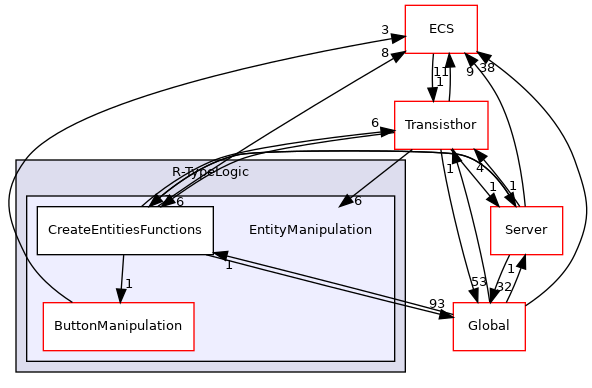 ECS
3
8
11
1
9
38
Transisthor
6
R-TypeLogic
1
4
1
1
6
6
CreateEntitiesFunctions
EntityManipulation
Server
1
1
1
53
32
93
ButtonManipulation
Global